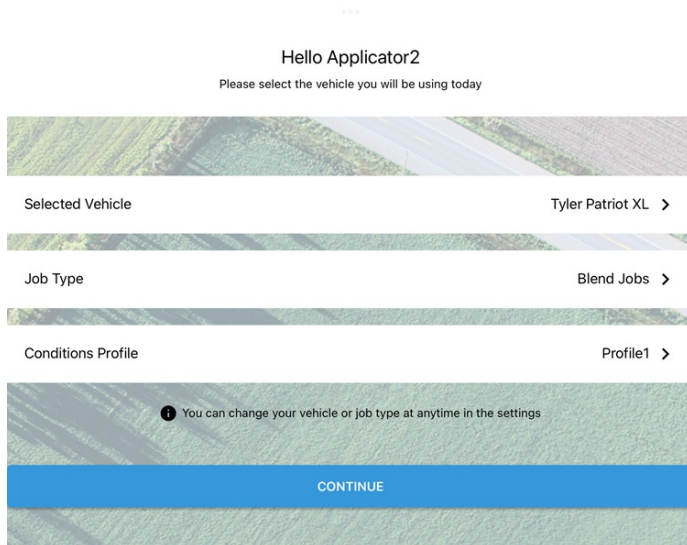 Hello Applicator2
Please select the vehicle you will be using today
Selected Vehicle Tyler Patriot XL
Job Type Blend Jobs
Conditions Profile Profile1
You can change your vehicle or job type at anytime in the settings
CONTINUE